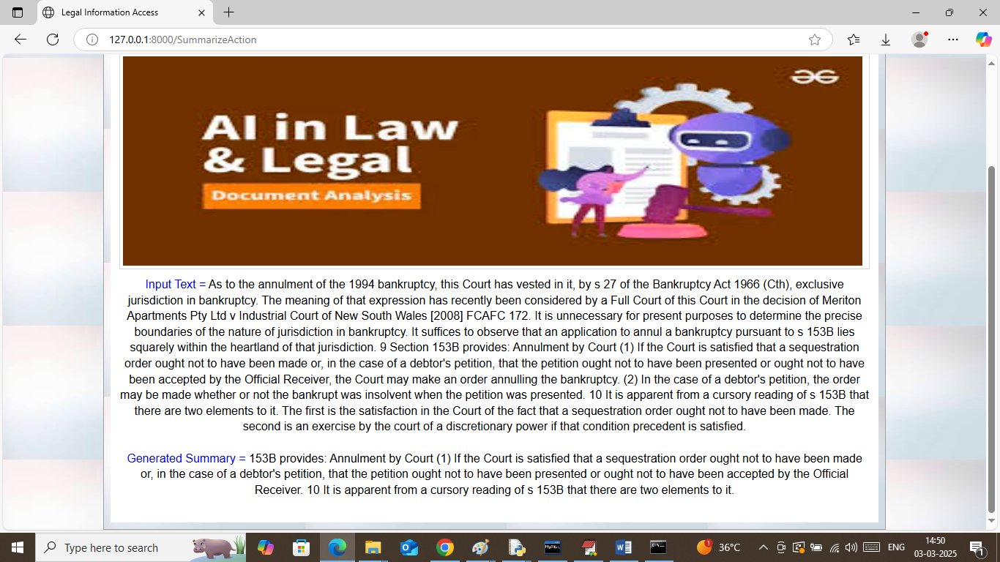 Legal Information Access
127.0.0.1:8000/SummarizeAction
AI in Law
& Legal
Document Analysis
Input Text = As to the annulment of the 1994 bankruptcy, this Court has vested in it, by s 27 of the Bankruptcy Act 1966 (Cth), exclusive
jurisdiction in bankruptcy. The meaning of that expression has recently been considered by a Full Court of this Court in the decision of Meriton
Apartments Pty Ltd v Industrial Court of New South Wales [2008] FCAFC 172. It is unnecessary for present purposes to determine the precise
boundaries of the nature of jurisdiction in bankruptcy. It suffices to observe that an application to annul a bankruptcy pursuant to s 153B lies
squarely within the heartland of that jurisdiction. 9 Section 153B provides: Annulment by Court (1) If the Court is satisfied that a sequestration
order ought not to have been made or, in the case of a debtor's petition, that the petition ought not to have been presented or ought not to have
been accepted by the Official Receiver, the Court may make an order annulling the bankruptcy. (2) In the case of a debtor's petition, the order
may be made whether or not the bankrupt was insolvent when the petition was presented. 10 It is apparent from a cursory reading of s 153B that
there are two elements to it. The first is the satisfaction in the Court of the fact that a sequestration order ought not to have been made. The
second is an exercise by the court of a discretionary power if that condition precedent is satisfied.
Generated Summary = 153B provides: Annulment by Court (1) If the Court is satisfied that a sequestration order ought not to have been made
or, in the case of a debtor's petition, that the petition ought not to have been presented or ought not to have been accepted by the Official
Receiver. 10 It is apparent from a cursory reading of s 153B that there are two elements to it.
Type here to search
1
36°C
ENG
14:50
03-03-2025
1